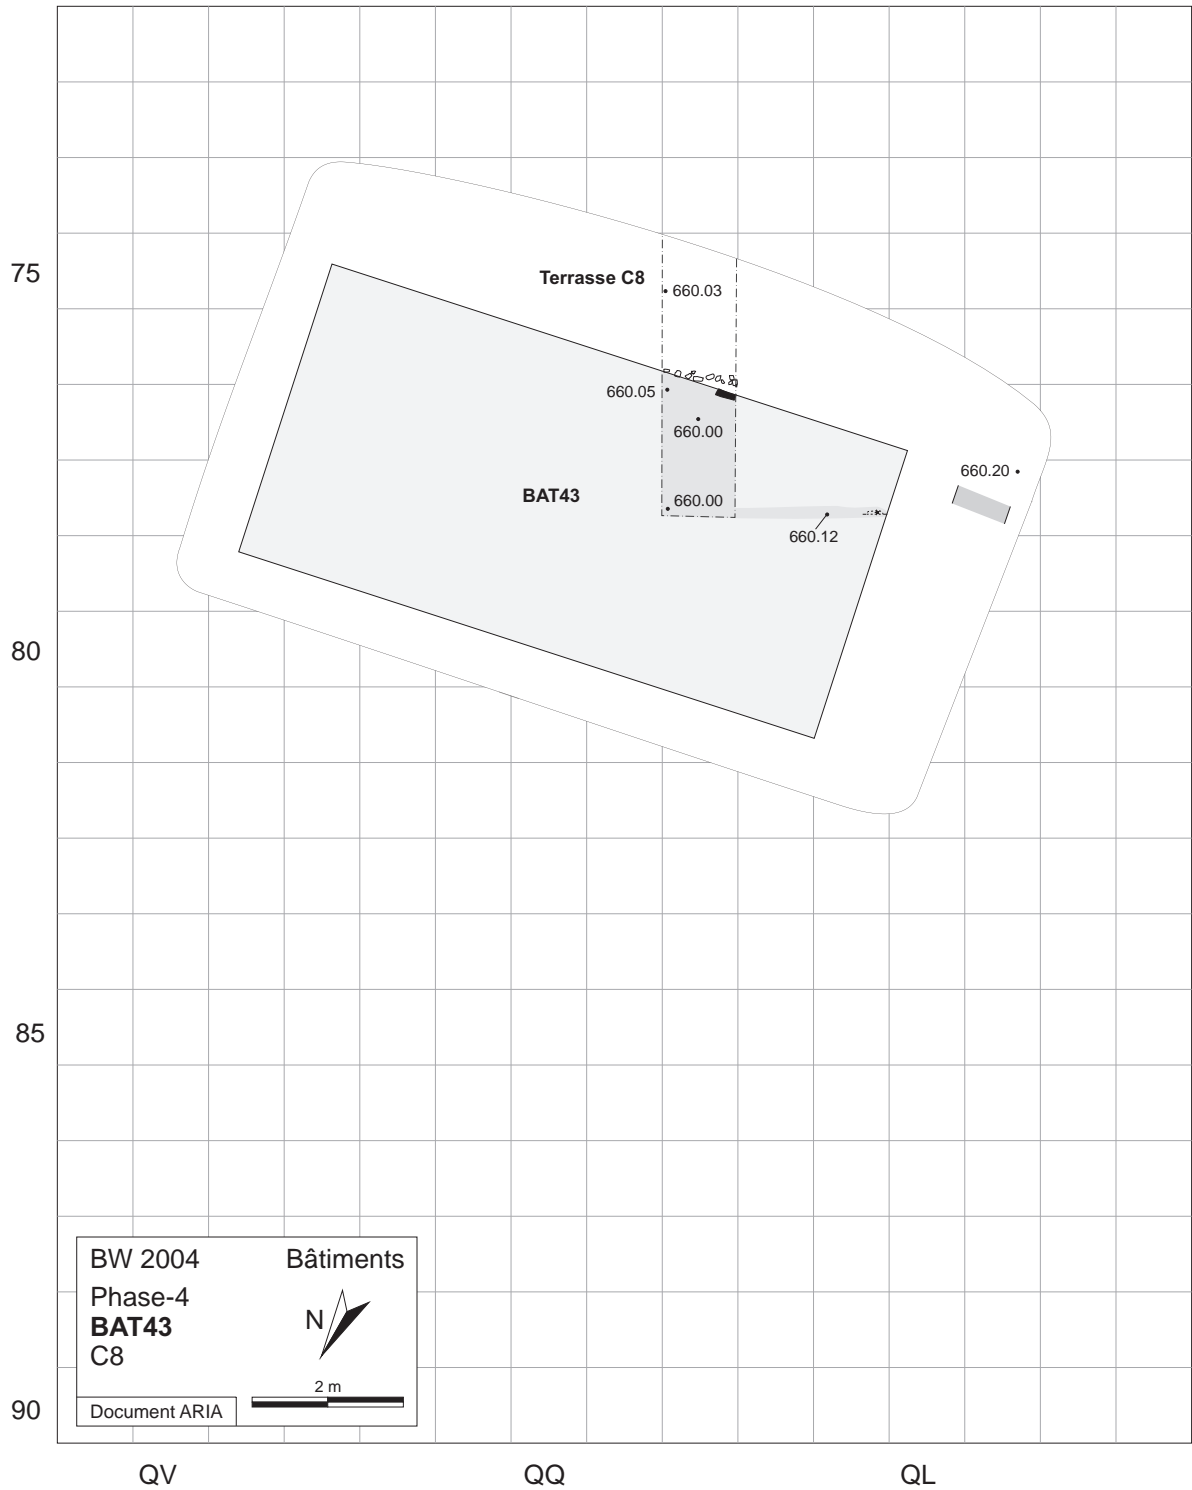 75
Terrasse C8
660.03
660.05
660.00
660.20
BAT43
660.00
660.12
80
85
BW 2004 Bâtiments
Phase-4
BAT43
C8
N
2 m
Document ARIA
90
QV QQ QL